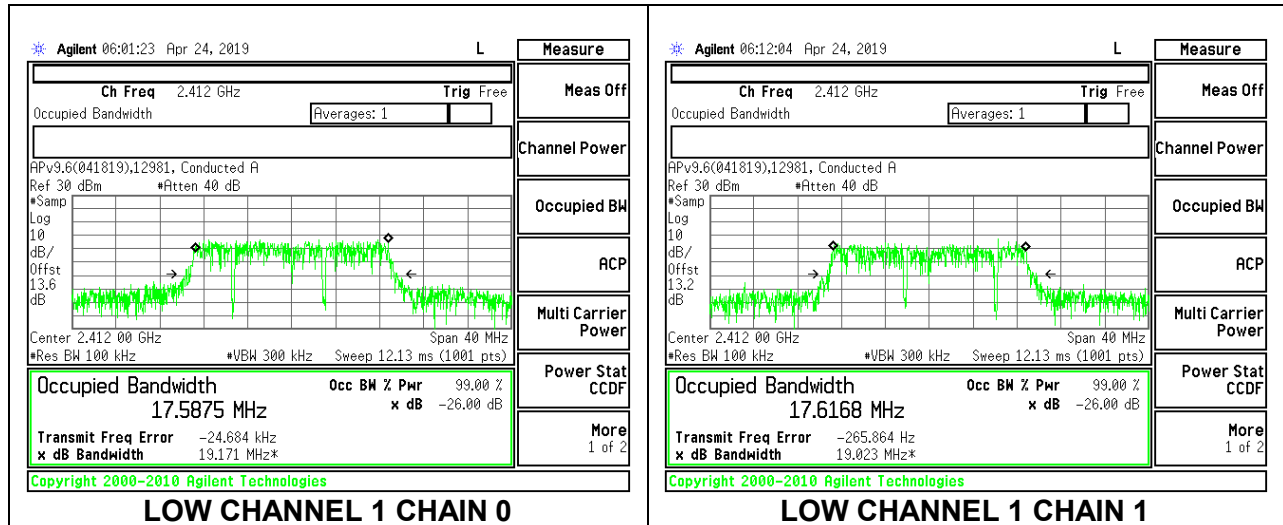 Agilent 06:01:23 Apr 24, 2019 L
Measure
Ch Freq 2.412 GHz Trig Free
Occupied Bandwidth Averages: 1
APv9.6(041819),12981, Conducted A
Ref 30 dBm #Atten 40 dB
#Samp
Log
10
dB/
Offst
13.6
dB
Center 2.412 00 GHz Span 40 MHz
#Res BW 100 kHz #VBW 300 kHz Sweep 12.13 ms (1001 pts)
Occupied Bandwidth Occ BW % Pwr 99.00 %
17.5875 MHz x dB -26.00 dB
Transmit Freq Error -24.684 kHz
x dB Bandwidth 19.171 MHz*
Copyright 2000-2010 Agilent Technologies
Meas Off
Channel Power
Occupied BW
ACP
Multi Carrier
Power
Power Stat
CCDF
More
1 of 2
LOW CHANNEL 1 CHAIN 0
Agilent 06:12:04 Apr 24, 2019 L
Measure
Ch Freq 2.412 GHz Trig Free
Occupied Bandwidth Averages: 1
APv9.6(041819),12981, Conducted A
Ref 30 dBm #Atten 40 dB
#Samp
Log
10
dB/
Offst
13.2
dB
Center 2.412 00 GHz Span 40 MHz
#Res BW 100 kHz #VBW 300 kHz Sweep 12.13 ms (1001 pts)
Occupied Bandwidth Occ BW % Pwr 99.00 %
17.6168 MHz x dB -26.00 dB
Transmit Freq Error -265.864 Hz
x dB Bandwidth 19.023 MHz*
Copyright 2000-2010 Agilent Technologies
Meas Off
Channel Power
Occupied BW
ACP
Multi Carrier
Power
Power Stat
CCDF
More
1 of 2
LOW CHANNEL 1 CHAIN 1